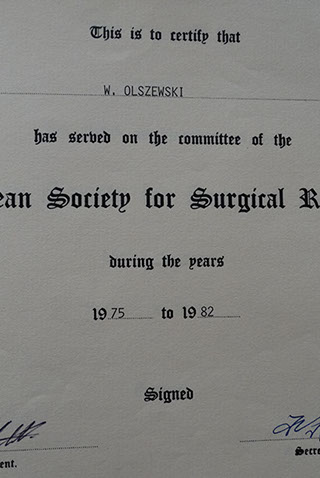 This is to certify that
W. OLSZEWSKI
has served on the committee of the
ean Society for Surgical R
during the years
1975 to 1982
Signed
ent.
Secre